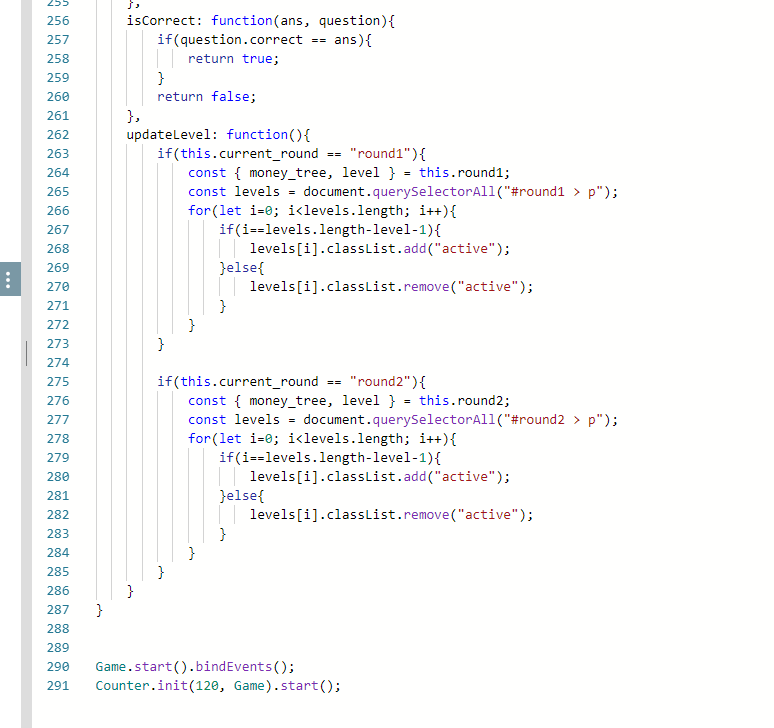 255 },
256 isCorrect: function(ans, question){
257 if(question.correct == ans){
258 return true;
259 }
260 return false;
261 },
262 updateLevel: function(){
263 if(this.current_round == "round1"){
264 const { money_tree, level } = this.round1;
265 const levels = document.querySelectorAll("#round1 > p");
266 for(let i=0; i<levels.length; i++){
267 if(i==levels.length-level-1){
268 levels[i].classList.add("active");
269 }else{
270 levels[i].classList.remove("active");
271 }
272 }
273 }
274
275 if(this.current_round == "round2"){
276 const { money_tree, level } = this.round2;
277 const levels = document.querySelectorAll("#round2 > p");
278 for(let i=0; i<levels.length; i++){
279 if(i==levels.length-level-1){
280 levels[i].classList.add("active");
281 }else{
282 levels[i].classList.remove("active");
283 }
284 }
285 }
286 }
287 }
288
289
290 Game.start().bindEvents();
291 Counter.init(120, Game).start();